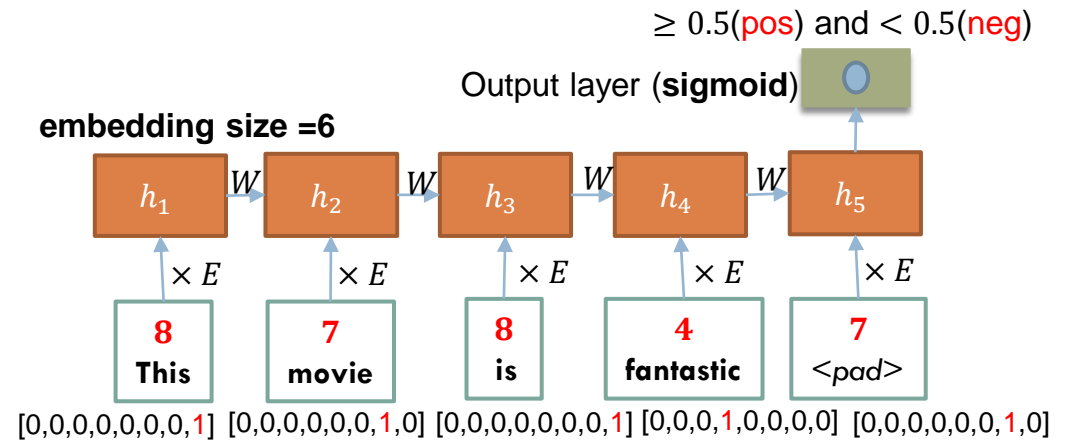 ≥ 0.5(pos) and < 0.5(neg)
Output layer (sigmoid)
embedding size =6
h₁ W h₂ W h₃ W h₄ W h₅
× E × E × E × E × E
8 7 8 4 7
This movie is fantastic <pad>
[0,0,0,0,0,0,0,1] [0,0,0,0,0,0,1,0] [0,0,0,0,0,0,0,1] [0,0,0,1,0,0,0,0] [0,0,0,0,0,0,1,0]